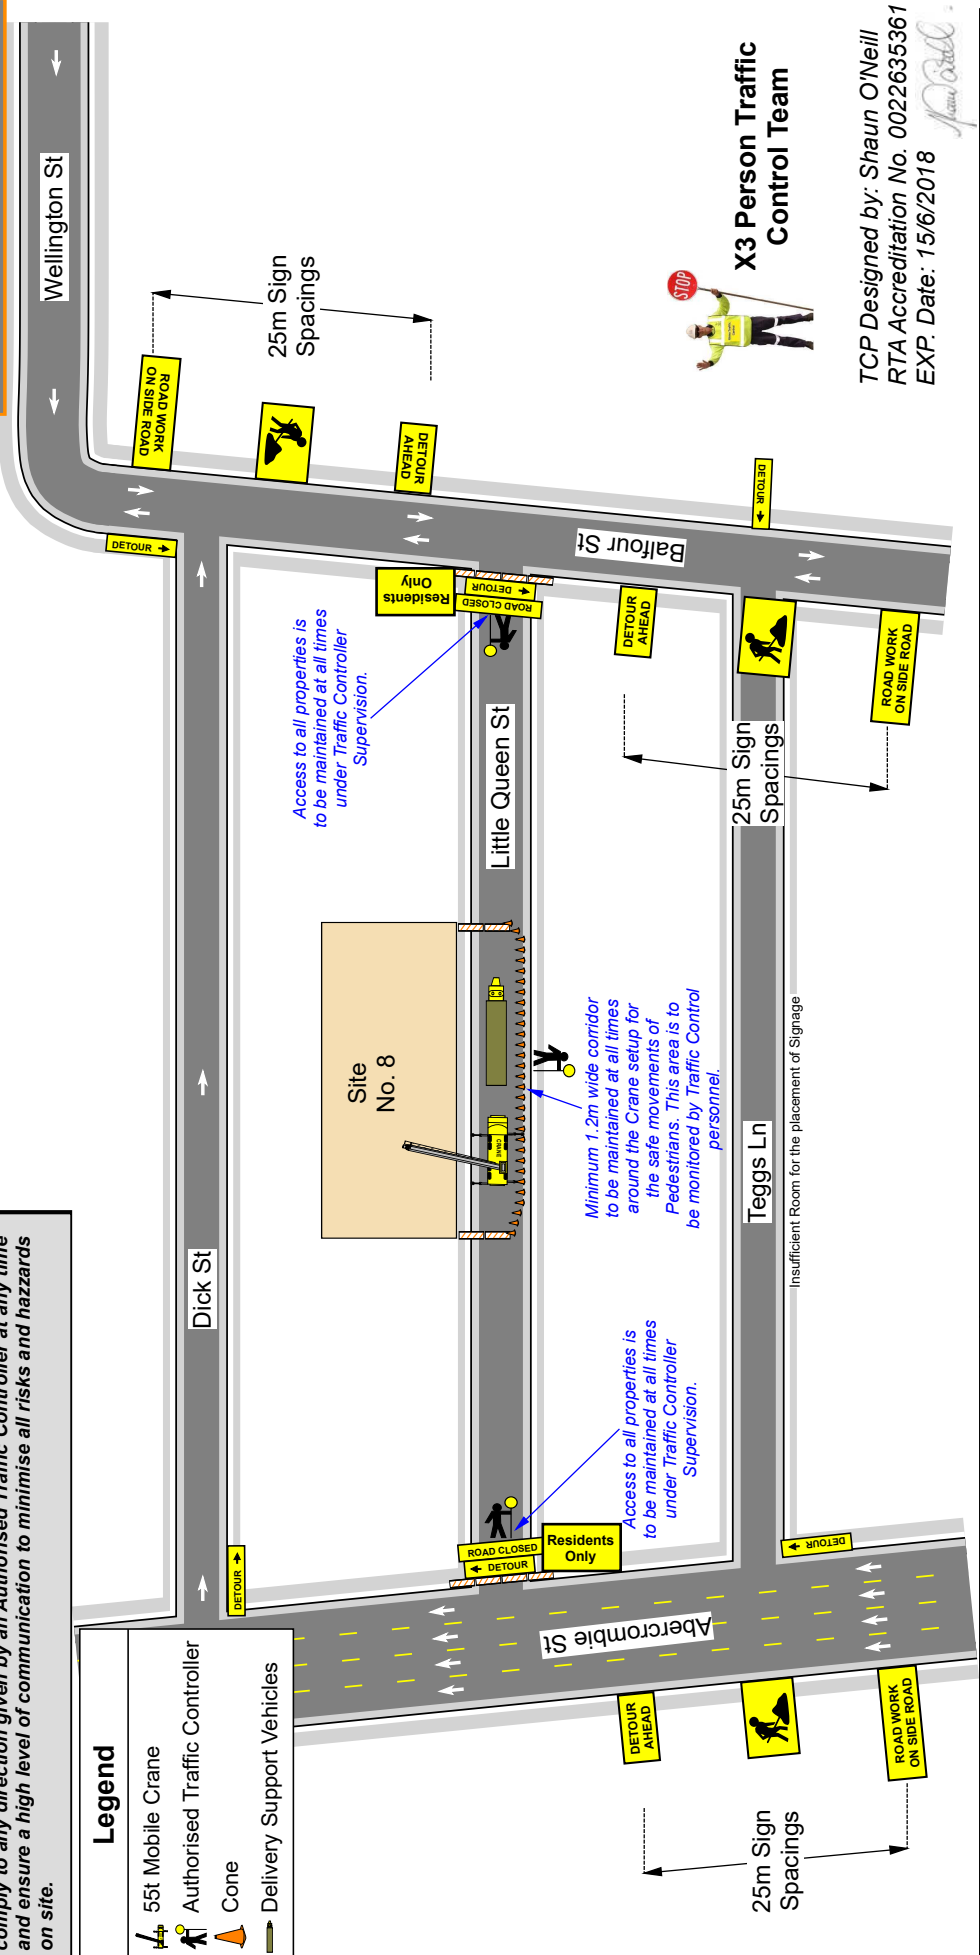 comply to any direction given by an Authorised Traffic Controller at any time
and ensure a high level of communication to minimise all risks and hazzards
on site.
Legend
55t Mobile Crane
Authorised Traffic Controller
Cone
Delivery Support Vehicles
Dick St
DETOUR
DETOUR
Wellington St
ROAD WORK
ON SIDE ROAD
DETOUR
AHEAD
25m Sign
Spacings
Access to all properties is
to be maintained at all times
under Traffic Controller
Supervision.
Residents
Only
ROAD CLOSED
DETOUR
Site
No. 8
CRANE
Little Queen St
Balfour St
ROAD CLOSED
DETOUR
Residents
Only
Access to all properties is
to be maintained at all times
under Traffic Controller
Supervision.
Minimum 1.2m wide corridor
to be maintained at all times
around the Crane setup for
the safe movements of
Pedestrians. This area is to
be monitored by Traffic Control
personnel.
Abercrombie St
DETOUR
AHEAD
DETOUR
DETOUR
Teggs Ln
Insufficient Room for the placement of Signage
25m Sign
Spacings
ROAD WORK
ON SIDE ROAD
DETOUR
AHEAD
ROAD WORK
ON SIDE ROAD
25m Sign
Spacings
STOP
X3 Person Traffic
Control Team
TCP Designed by: Shaun O'Neill
RTA Accreditation No. 0022635361
EXP. Date: 15/6/2018